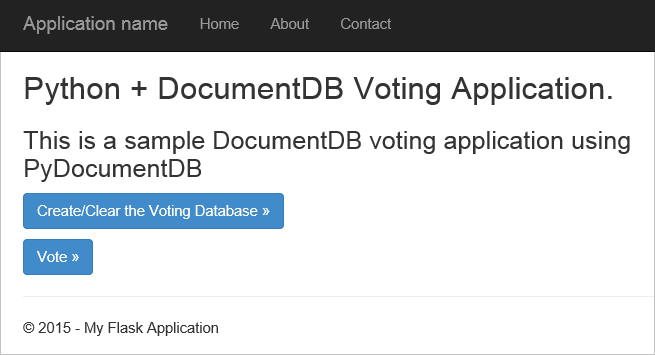 Application name Home About Contact
Python + DocumentDB Voting Application.
This is a sample DocumentDB voting application using
PyDocumentDB
Create/Clear the Voting Database »
Vote »
© 2015 - My Flask Application